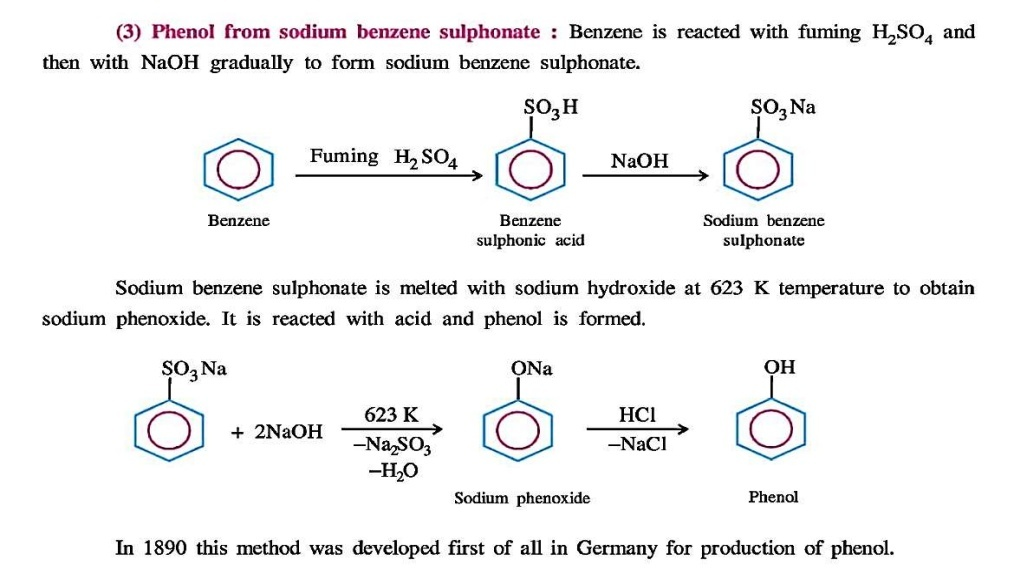 (3) Phenol from sodium benzene sulphonate : Benzene is reacted with fuming H₂SO₄ and
then with NaOH gradually to form sodium benzene sulphonate.
SO₃H
SO₃Na
Fuming H₂SO₄
NaOH
Benzene
Benzene
sulphonic acid
Sodium benzene
sulphonate
Sodium benzene sulphonate is melted with sodium hydroxide at 623 K temperature to obtain
sodium phenoxide. It is reacted with acid and phenol is formed.
SO₃Na
ONa
OH
+ 2NaOH
623 K
–Na₂SO₃
–H₂O
HCl
–NaCl
Sodium phenoxide
Phenol
In 1890 this method was developed first of all in Germany for production of phenol.